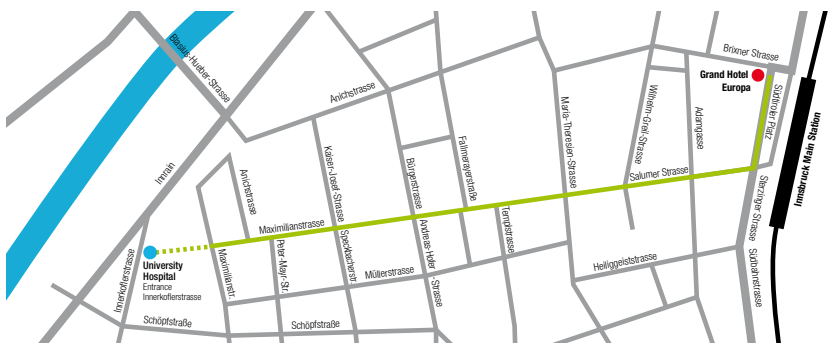 Blasius-Hueber-Strasse
Brixner Strasse
Grand Hotel
Europa
Südtiroler Platz
Innsbruck Main Station
Anichstrasse
Maria-Theresien-Strasse
Wilhelm-Greil-Strasse
Adamgasse
Innrain
Anichstrasse
Kaiser-Josef-Strasse
Bürgerstrasse
Fallmerayerstraße
Salurner Strasse
Sterzinger Strasse
Maximilianstrasse
Templstrasse
University
Hospital
Entrance
Innerkoflerstrasse
Innerkoflerstrasse
Maximilianstr.
Peter-Mayr-Str.
Speckbacherstr.
Andreas-Hofer
-Strasse
Müllerstrasse
Heiliggeiststrasse
Südbahnstrasse
Schöpfstraße
Schöpfstraße